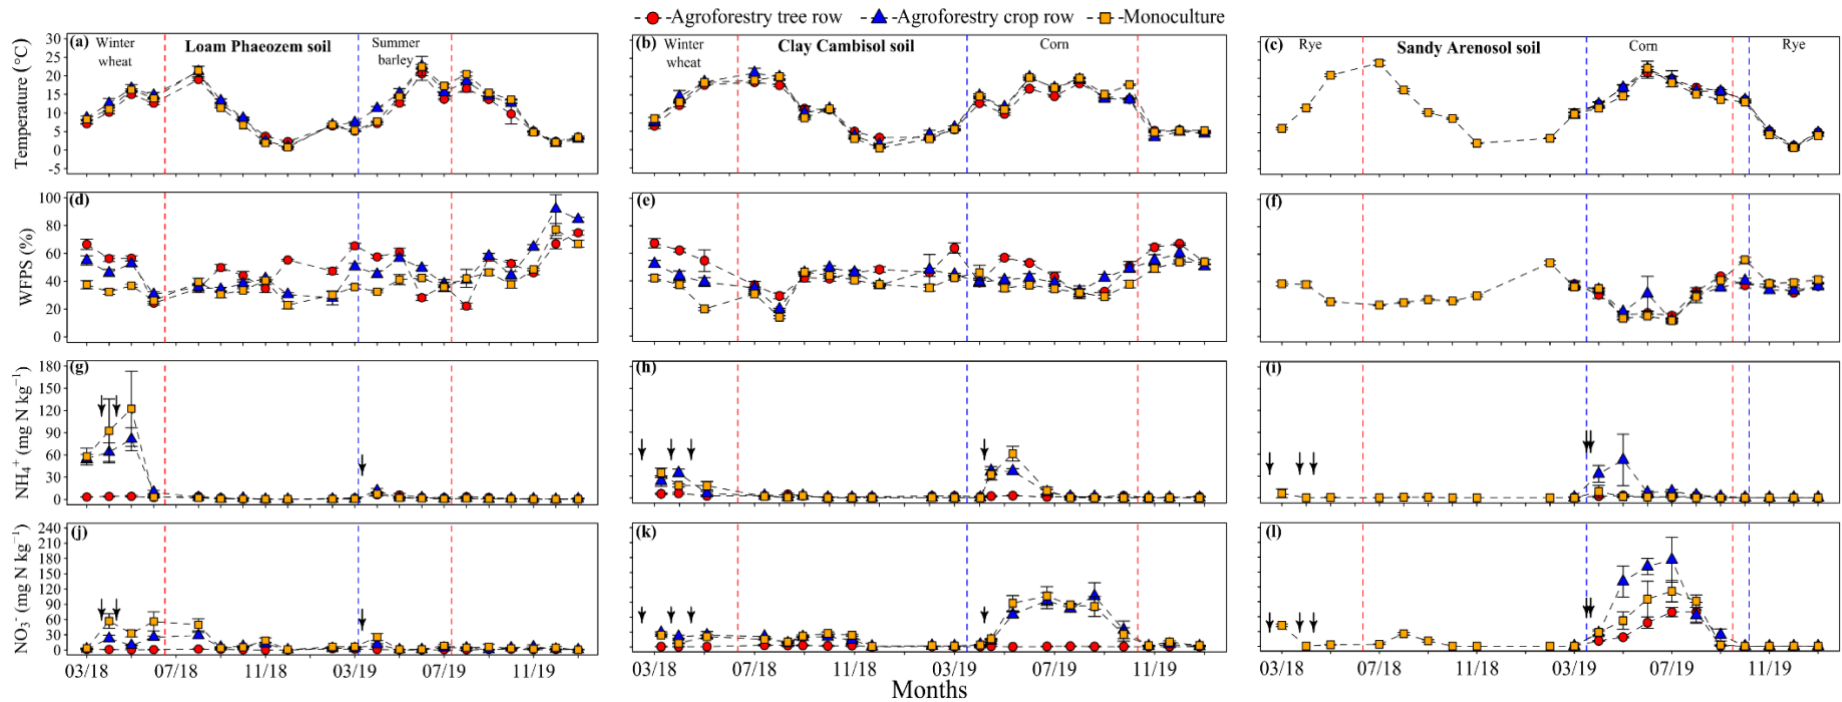 Agroforestry tree row Agroforestry crop row Monoculture
(a) Winter wheat Loam Phaeozem soil Summer barley
(b) Winter wheat Clay Cambisol soil Corn
(c) Rye Sandy Arenosol soil Corn Rye
Temperature (°C)
30
25
20
15
10
5
0
-5
(d)
(e)
(f)
WFPS (%)
100
80
60
40
20
0
(g)
(h)
(i)
NH₄⁺ (mg N kg⁻¹)
180
150
120
90
60
30
0
(j)
(k)
(l)
NO₃⁻ (mg N kg⁻¹)
240
210
180
150
120
90
60
30
0
03/18 07/18 11/18 03/19 07/19 11/19
03/18 07/18 11/18 03/19 07/19 11/19
03/18 07/18 11/18 03/19 07/19 11/19
Months